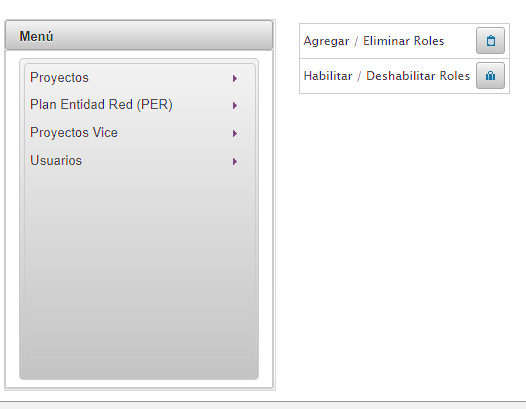 Menú
Proyectos
Plan Entidad Red (PER)
Proyectos Vice
Usuarios
Agregar / Eliminar Roles
Habilitar / Deshabilitar Roles